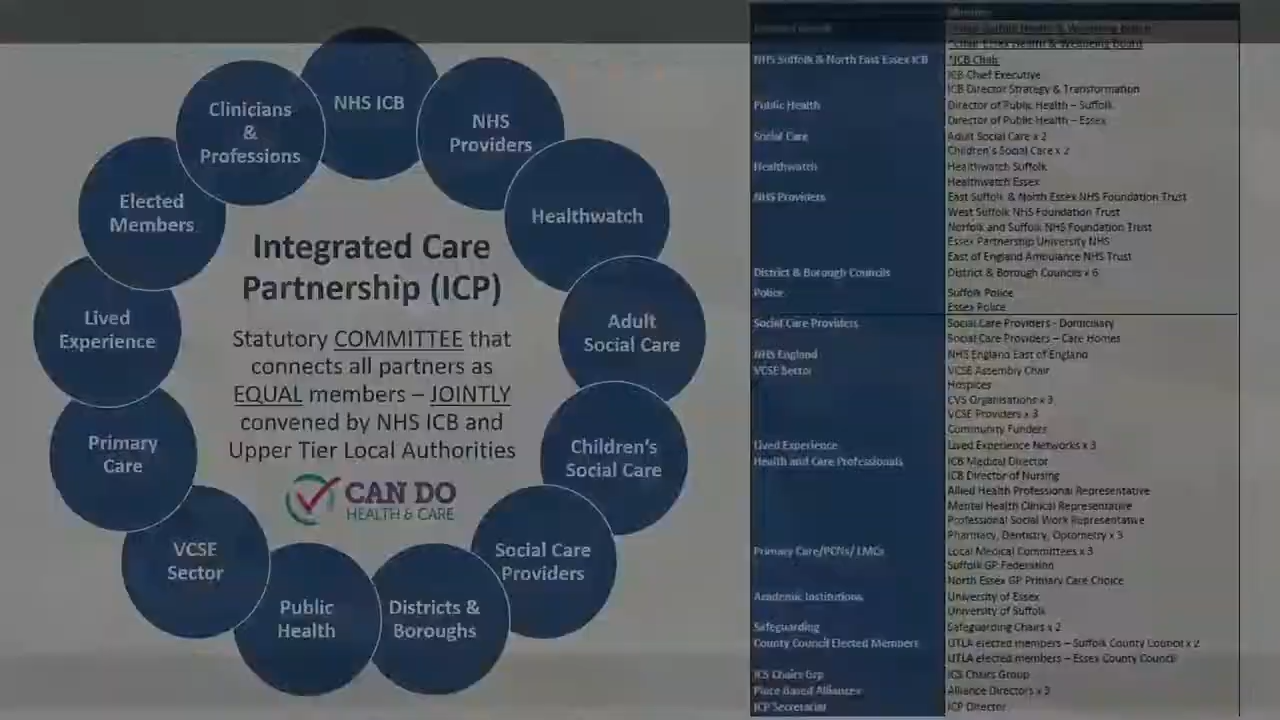 NHS ICB
NHS
Providers
Healthwatch
Adult
Social Care
Children's
Social Care
Social Care
Providers
Districts &
Boroughs
Public
Health
VCSE
Sector
Primary
Care
Lived
Experience
Elected
Members
Clinicians
&
Professions
Integrated Care
Partnership (ICP)
Statutory COMMITTEE that
connects all partners as
EQUAL members – JOINTLY
convened by NHS ICB and
Upper Tier Local Authorities
CAN DO
HEALTH & CARE
Suffolk Health & Wellbeing Board
*Chair Essex Health & Wellbeing Board
NHS Suffolk & North East Essex ICB *ICB Chair
ICB Chief Executive
ICB Director Strategy & Transformation
Public Health Director of Public Health – Suffolk
Director of Public Health – Essex
Social Care Adult Social Care x 2
Children's Social Care x 2
Healthwatch Healthwatch Suffolk
Healthwatch Essex
NHS Providers East Suffolk & North Essex NHS Foundation Trust
West Suffolk NHS Foundation Trust
Norfolk and Suffolk NHS Foundation Trust
Essex Partnership University NHS
East of England Ambulance NHS Trust
District & Borough Councils District & Borough Councils x 6
Police Suffolk Police
Essex Police
Social Care Providers Social Care Providers - Domiciliary
Social Care Providers – Care Homes
NHS England NHS England East of England
VCSE Sector VCSE Assembly Chair
Hospices
CVS Organisations x 3
VCSE Providers x 3
Community Funders
Lived Experience Lived Experience Networks x 3
Health and Care Professionals ICB Medical Director
ICB Director of Nursing
Allied Health Professional Representative
Mental Health Clinical Representative
Professional Social Work Representative
Pharmacy, Dentistry, Optometry x 3
Primary Care/PCNs/ LMCs Local Medical Committees x 3
Suffolk GP Federation
North Essex GP Primary Care Choice
Academic Institutions University of Essex
University of Suffolk
Safeguarding Safeguarding Chairs x 2
County Council Elected Members UTLA elected members – Suffolk County Council x 2
UTLA elected members – Essex County Council
ICS Chairs Grp ICS Chairs Group
Place Based Alliances Alliance Directors x 3
ICP Secretariat ICP Director